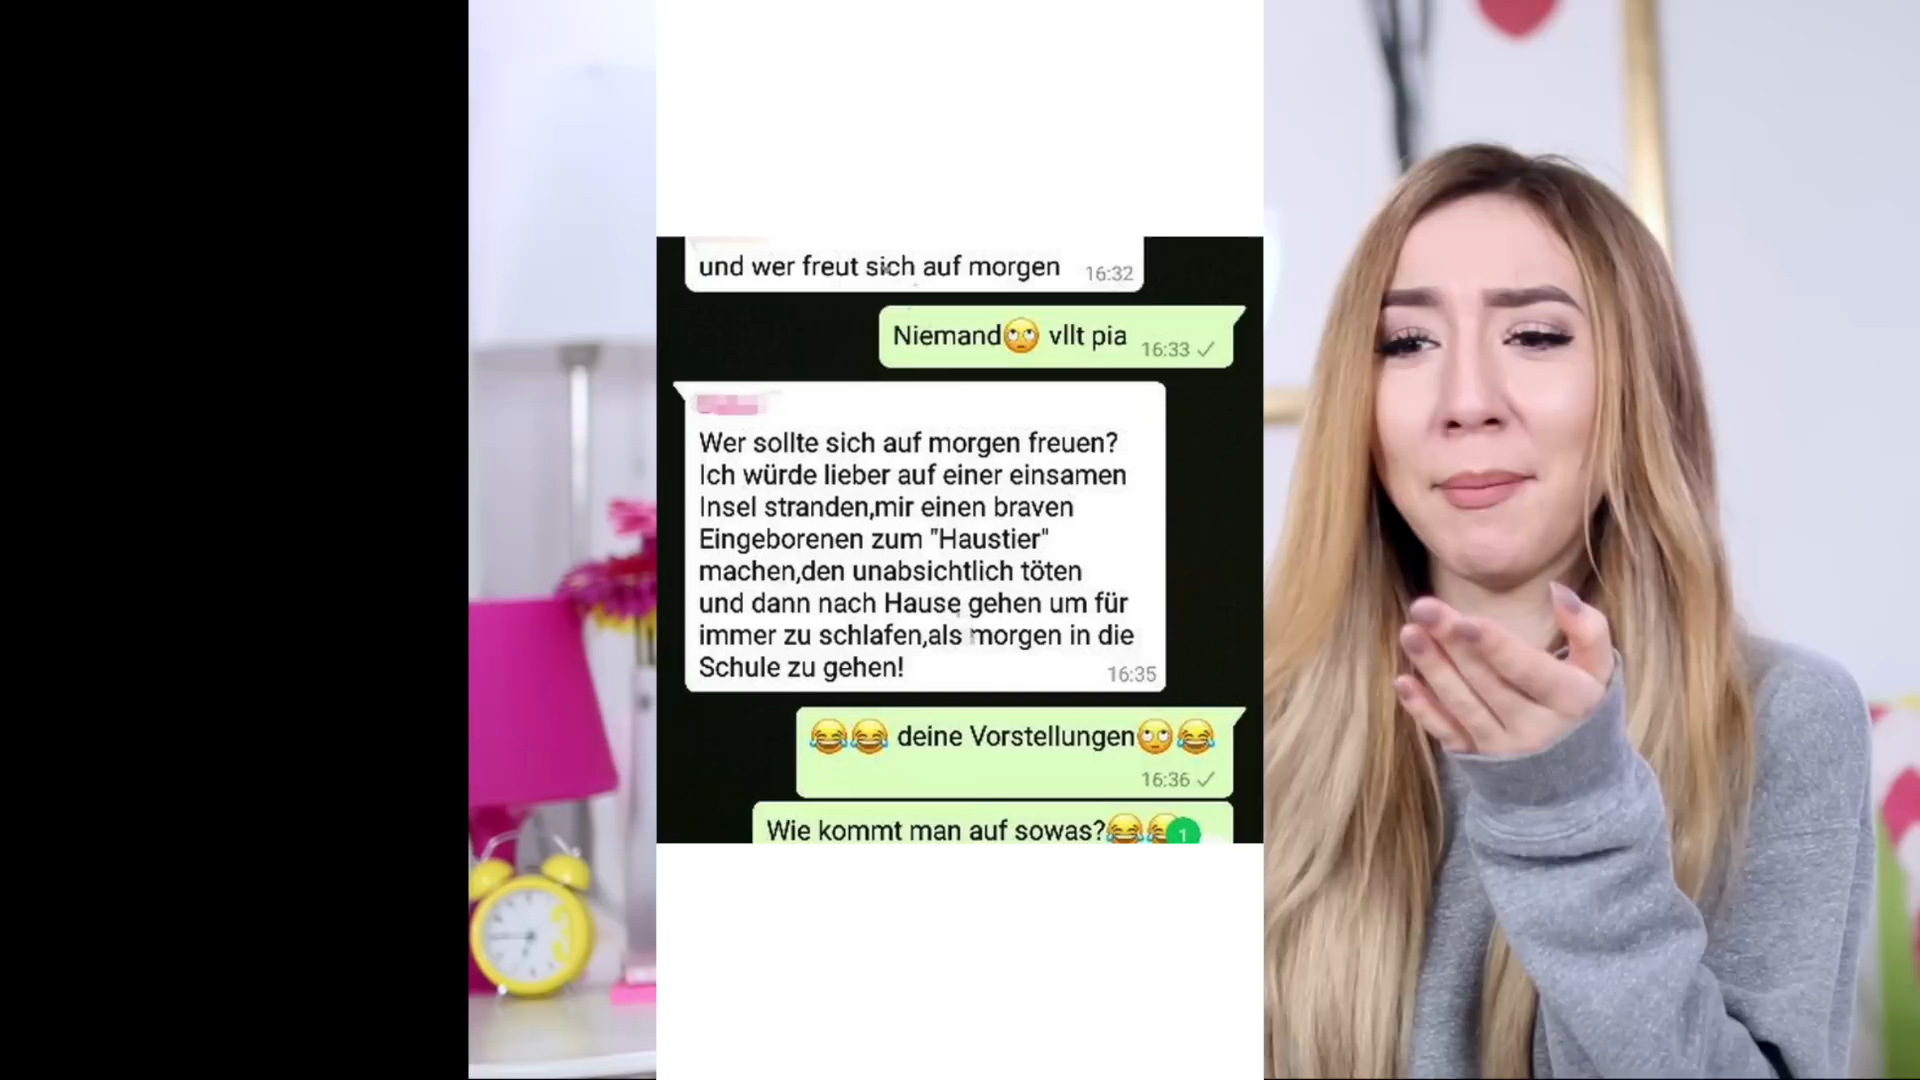 und wer freut sich auf morgen 16:32
Niemand🙄 vllt pia 16:33
Wer sollte sich auf morgen freuen?
Ich würde lieber auf einer einsamen
Insel stranden,mir einen braven
Eingeborenen zum "Haustier"
machen,den unabsichtlich töten
und dann nach Hause gehen um für
immer zu schlafen,als morgen in die
Schule zu gehen! 16:35
😂😂 deine Vorstellungen🙄😂
16:36
Wie kommt man auf sowas?😂😂 1